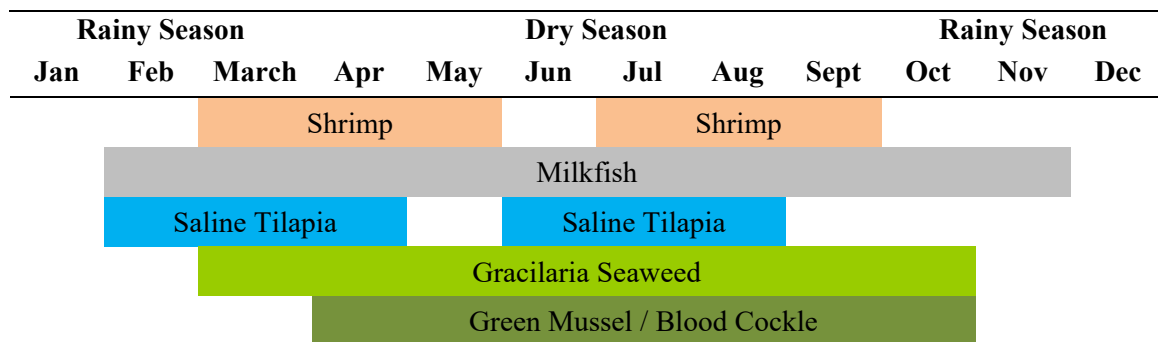 Rainy Season Dry Season Rainy Season
Jan Feb March Apr May Jun Jul Aug Sept Oct Nov Dec
Shrimp Shrimp
Milkfish
Saline Tilapia Saline Tilapia
Gracilaria Seaweed
Green Mussel / Blood Cockle